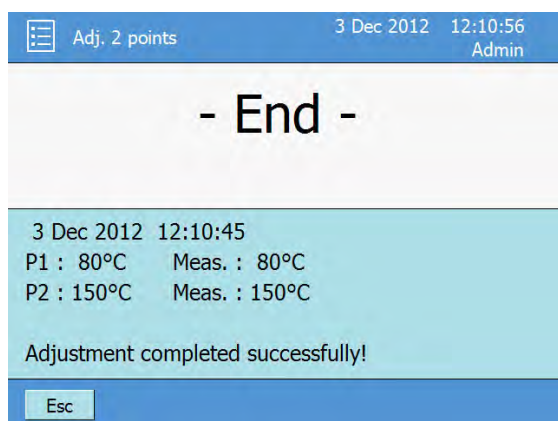 Adj. 2 points 3 Dec 2012 12:10:56
Admin
- End -
3 Dec 2012 12:10:45
P1 : 80°C Meas. : 80°C
P2 : 150°C Meas. : 150°C
Adjustment completed successfully!
Esc